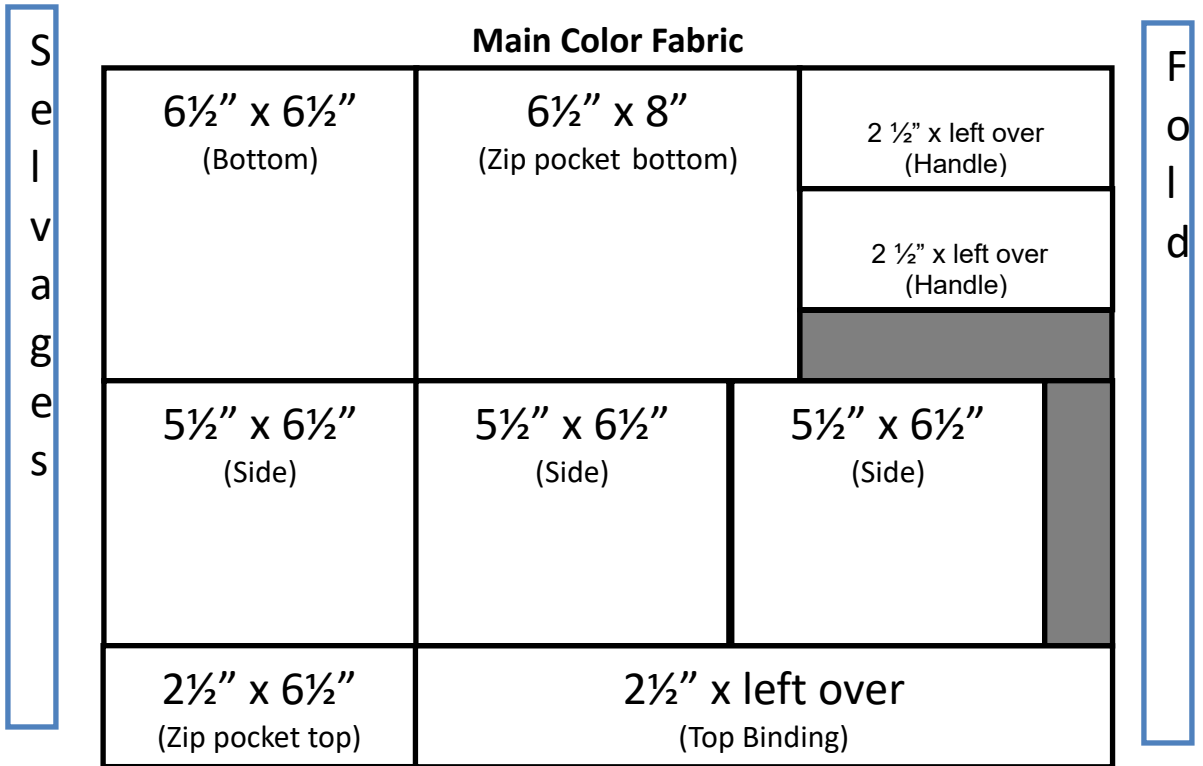 Selvages
Main Color Fabric
Fold
6½” x 6½”
(Bottom)
6½” x 8”
(Zip pocket bottom)
2 ½” x left over
(Handle)
2 ½” x left over
(Handle)
5½” x 6½”
(Side)
5½” x 6½”
(Side)
5½” x 6½”
(Side)
2½” x 6½”
(Zip pocket top)
2½” x left over
(Top Binding)